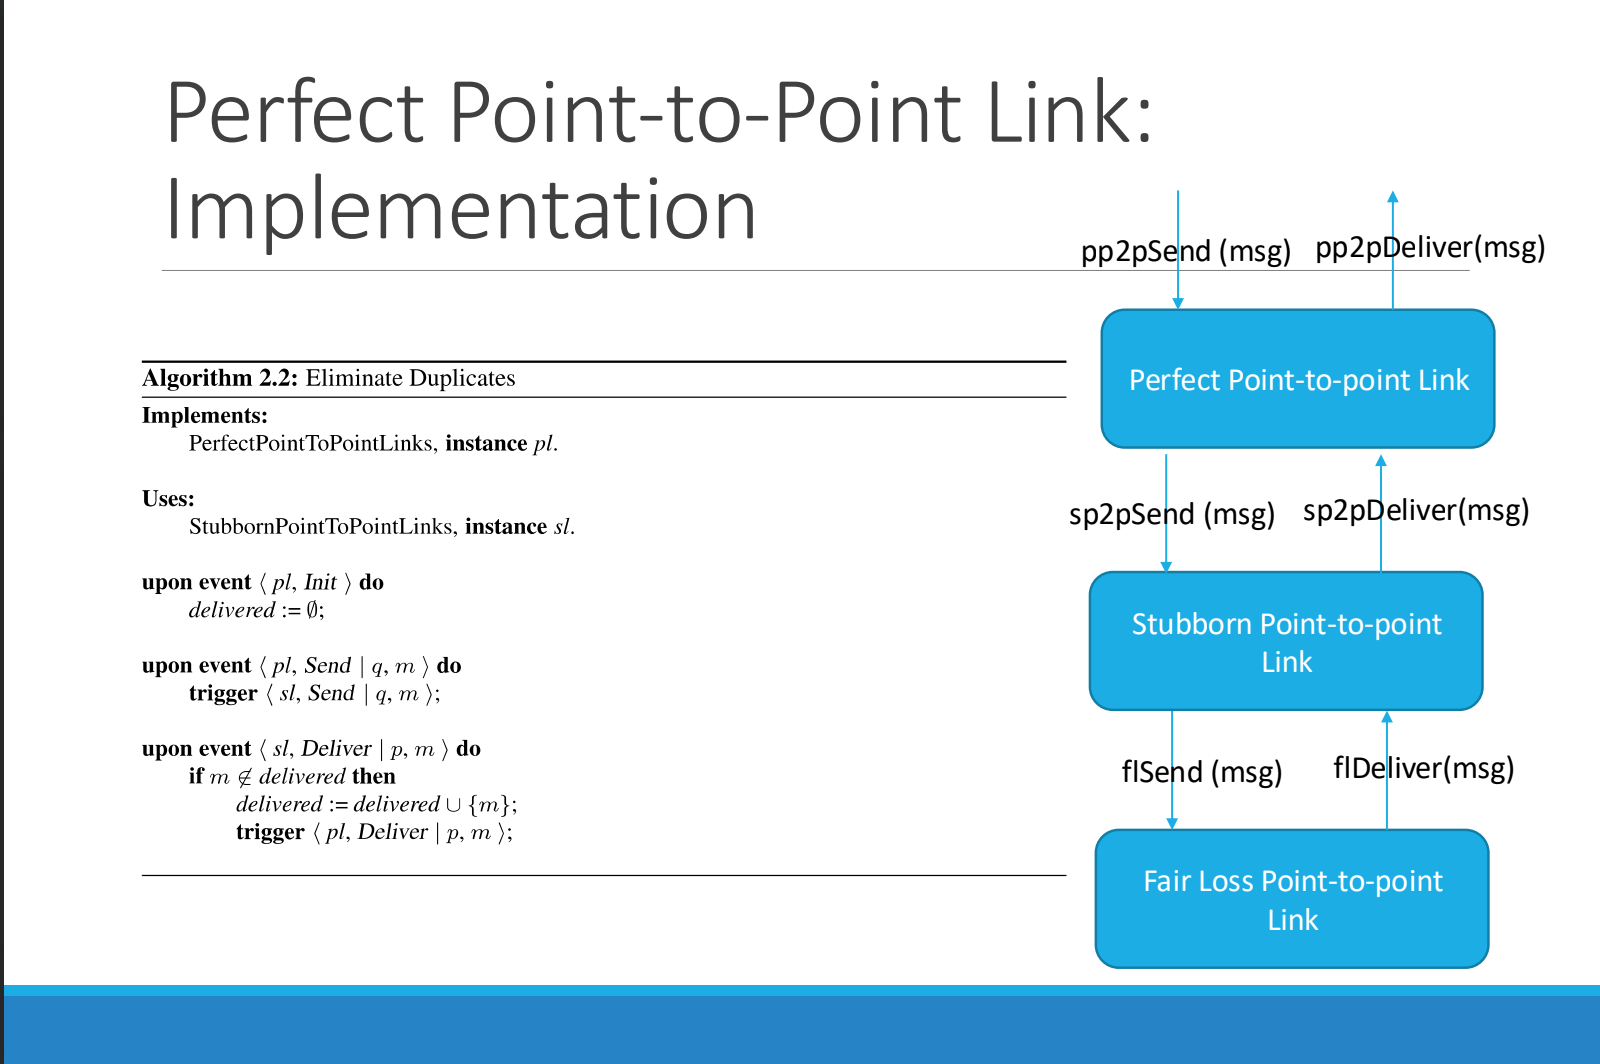 Perfect Point-to-Point Link:
Implementation
Algorithm 2.2: Eliminate Duplicates
Implements:
PerfectPointToPointLinks, instance pl.
Uses:
StubbornPointToPointLinks, instance sl.
upon event ⟨ pl, Init ⟩ do
delivered := ∅;
upon event ⟨ pl, Send | q, m ⟩ do
trigger ⟨ sl, Send | q, m ⟩;
upon event ⟨ sl, Deliver | p, m ⟩ do
if m ∉ delivered then
delivered := delivered ∪ {m};
trigger ⟨ pl, Deliver | p, m ⟩;
pp2pSend (msg)
pp2pDeliver(msg)
Perfect Point-to-point Link
sp2pSend (msg)
sp2pDeliver(msg)
Stubborn Point-to-point
Link
flSend (msg)
flDeliver(msg)
Fair Loss Point-to-point
Link